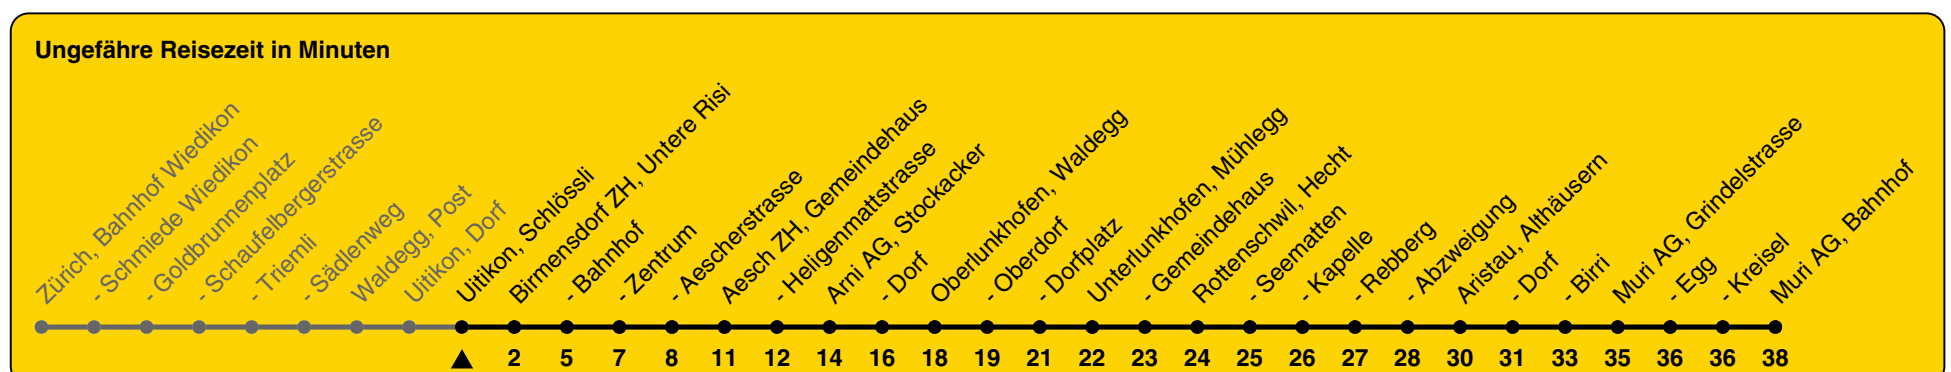 Ungefähre Reisezeit in Minuten
Zürich, Bahnhof Wiedikon
- Schmiede Wiedikon
- Goldbrunnenplatz
- Schaufelbergerstrasse
- Triemli
- Sädlenweg
Waldegg, Post
Uitikon, Dorf
Uitikon, Schlössli
Birmensdorf ZH, Untere Risi
- Bahnhof
- Zentrum
- Aescherstrasse
Aesch ZH, Gemeindehaus
- Heligenmattstrasse
Arni AG, Stockacker
- Dorf
Oberlunkhofen, Waldegg
- Oberdorf
- Dorfplatz
Unterlunkhofen, Mühlegg
- Gemeindehaus
Rottenschwil, Hecht
- Seematten
- Kapelle
- Rebberg
- Abzweigung
Aristau, Althäusern
- Dorf
- Birri
Muri AG, Grindelstrasse
- Egg
- Kreisel
Muri AG, Bahnhof
2 5 7 8 11 12 14 16 18 19 21 22 23 24 25 26 27 28 30 31 33 35 36 36 38